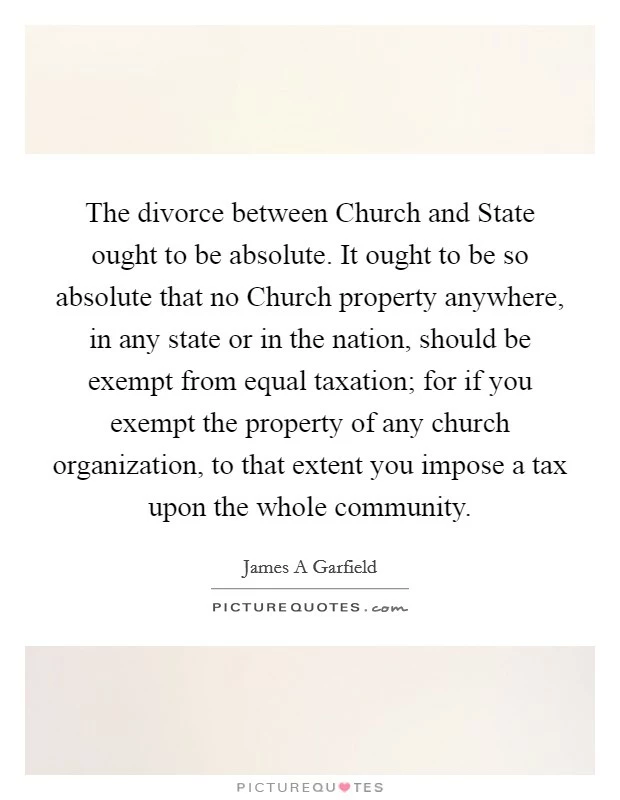 The divorce between Church and State
ought to be absolute. It ought to be so
absolute that no Church property anywhere,
in any state or in the nation, should be
exempt from equal taxation; for if you
exempt the property of any church
organization, to that extent you impose a tax
upon the whole community.
James A Garfield
PICTUREQUOTES.com
PICTUREQU♥TES